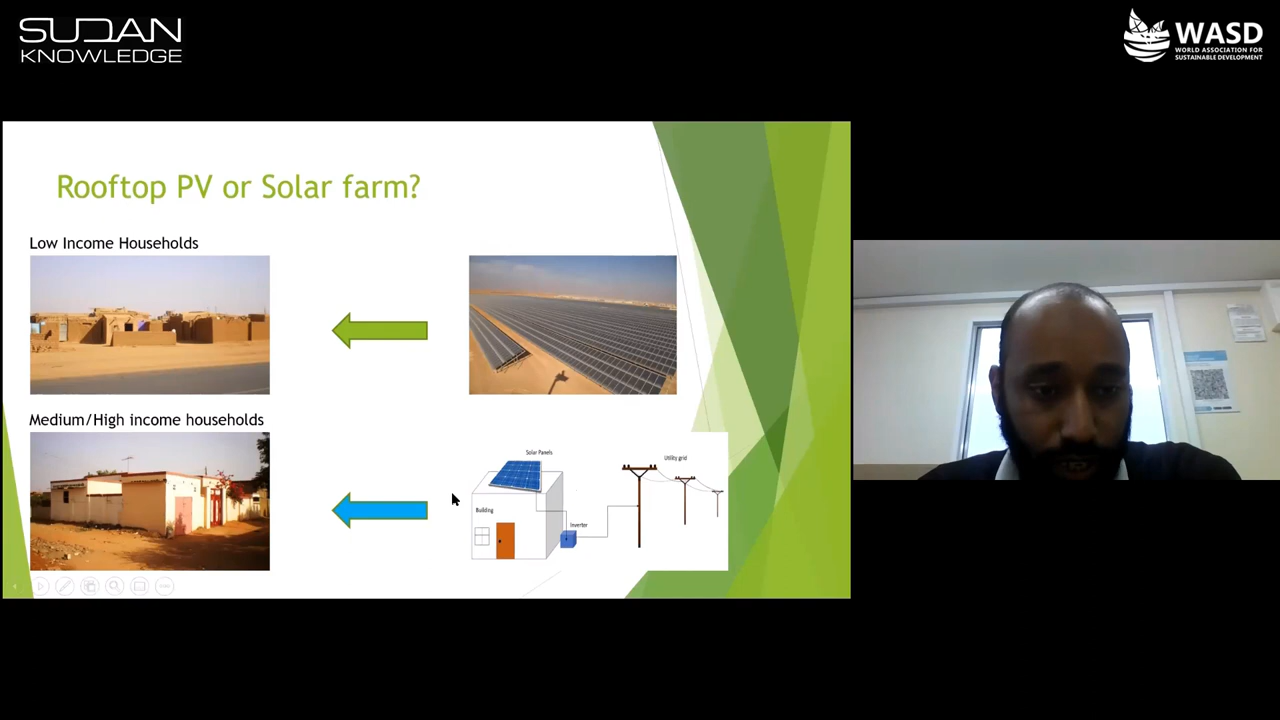 SUDAN
KNOWLEDGE
WASD
WORLD ASSOCIATION FOR
SUSTAINABLE DEVELOPMENT
Rooftop PV or Solar farm?
Low Income Households
Medium/High income households
Solar Panels
Utility grid
Building
Inverter
4